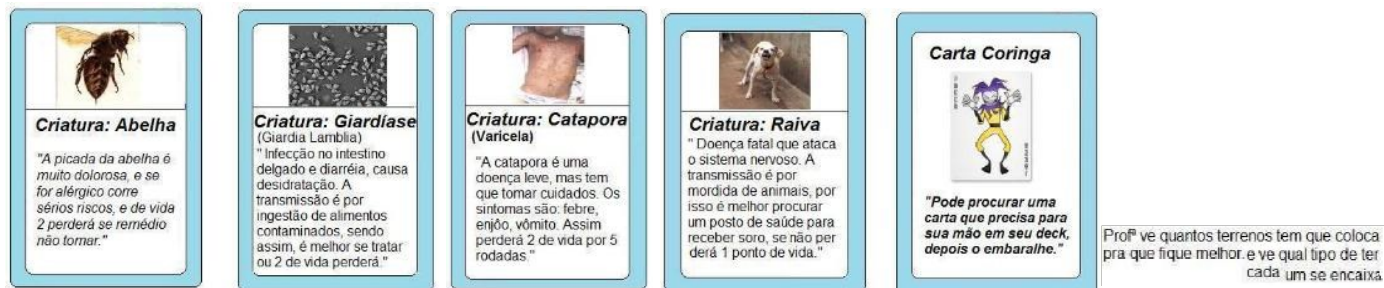 Criatura: Abelha
"A picada da abelha é
muito dolorosa, e se
for alérgico corre
sérios riscos, e de vida
2 perderá se remédio
não tomar."
Criatura: Giardíase
(Giardia Lamblia)
" Infecção no intestino
delgado e diarréia, causa
desidratação. A
transmissão é por
ingestão de alimentos
contaminados, sendo
assim, é melhor se tratar
ou 2 de vida perderá."
Criatura: Catapora
(Varicela)
"A catapora é uma
doença leve, mas tem
que tomar cuidados. Os
sintomas são: febre,
enjôo, vômito. Assim
perderá 2 de vida por 5
rodadas."
Criatura: Raiva
" Doença fatal que ataca
o sistema nervoso. A
transmissão é por
mordida de animais, por
isso é melhor procurar
um posto de saúde para
receber soro, se não per
derá 1 ponto de vida."
Carta Coringa
"Pode procurar uma
carta que precisa para
sua mão em seu deck,
depois o embaralhe."
Profª ve quantos terrenos tem que coloca
pra que fique melhor.e ve qual tipo de ter
cada um se encaixa